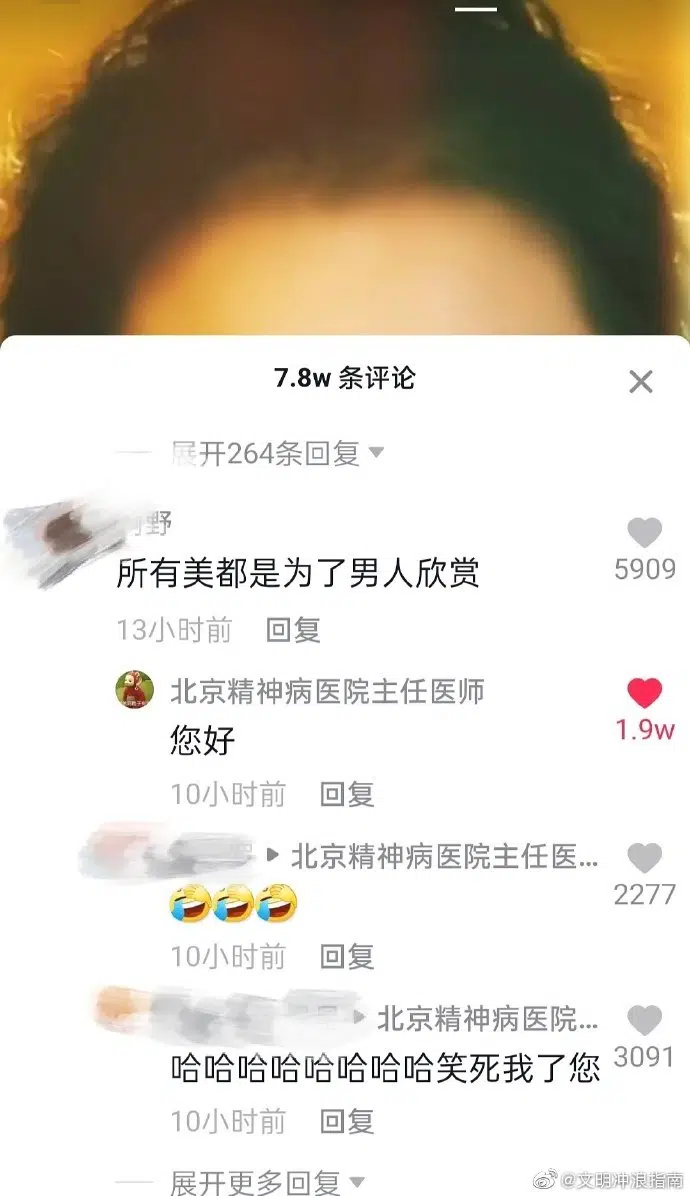 7.8w 条评论
展开264条回复
野
所有美都是为了男人欣赏
5909
13小时前 回复
北京精神病医院主任医师
您好
1.9w
10小时前 回复
北京精神病医院主任医...
2277
10小时前 回复
北京精神病医院...
哈哈哈哈哈哈哈哈笑死我了您
3091
10小时前 回复
展开更多回复
@文明冲浪指南